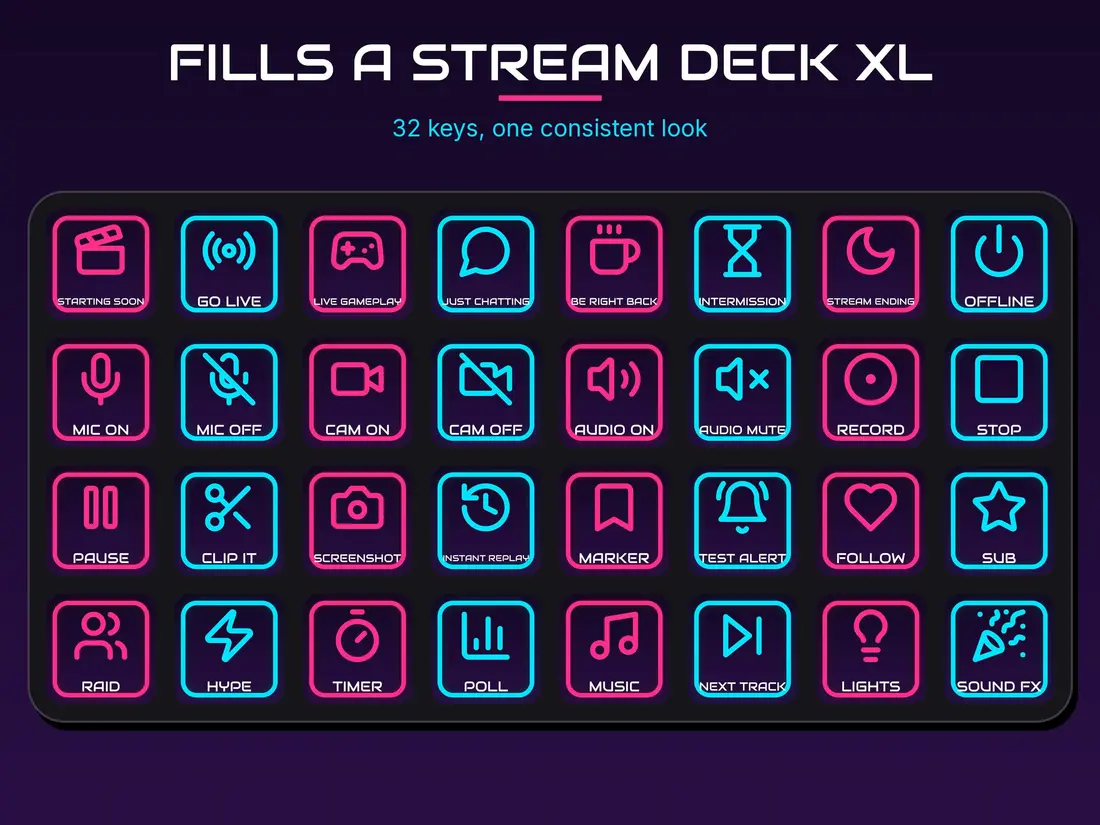 FILLS A STREAM DECK XL
32 keys, one consistent look
STARTING SOON
GO LIVE
LIVE GAMEPLAY
JUST CHATTING
BE RIGHT BACK
INTERMISSION
STREAM ENDING
OFFLINE
MIC ON
MIC OFF
CAM ON
CAM OFF
AUDIO ON
AUDIO MUTE
RECORD
STOP
PAUSE
CLIP IT
SCREENSHOT
INSTANT REPLAY
MARKER
TEST ALERT
FOLLOW
SUB
RAID
HYPE
TIMER
POLL
MUSIC
NEXT TRACK
LIGHTS
SOUND FX